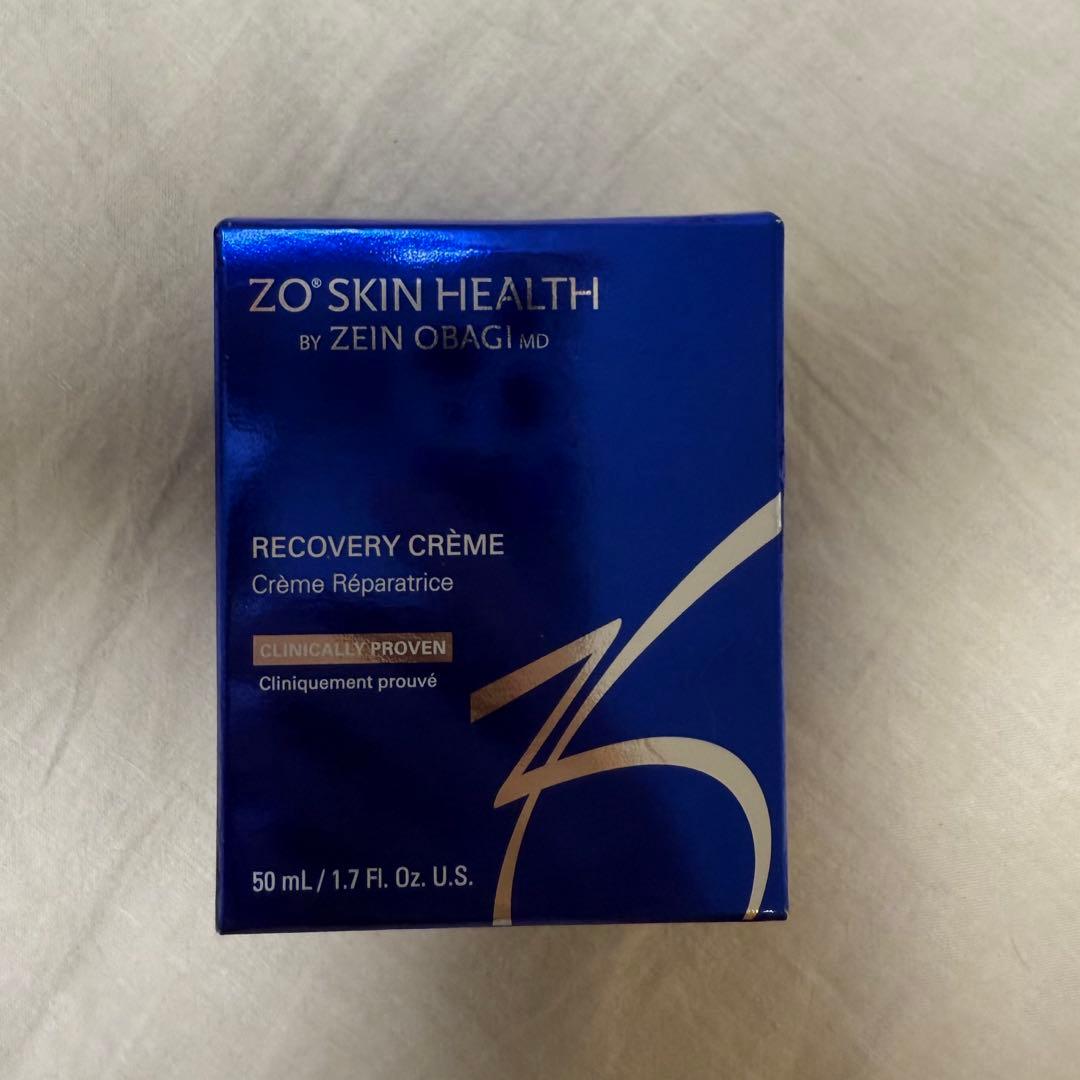 ZO® SKIN HEALTH
BY ZEIN OBAGI MD
RECOVERY CRÈME
Crème Réparatrice
CLINICALLY PROVEN
Cliniquement prouvé
50 mL / 1.7 Fl. Oz. U.S.